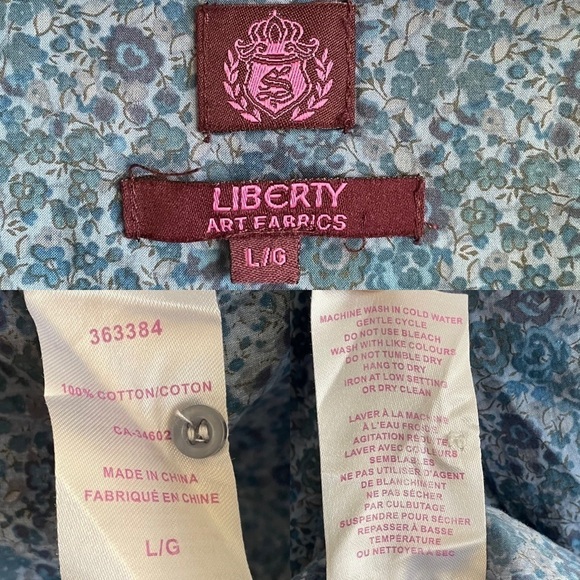 LIBERTY
ART FABRICS
L/G
363384
100% COTTON/COTON
CA-34602
MADE IN CHINA
FABRIQUÉ EN CHINE
L/G
MACHINE WASH IN COLD WATER
GENTLE CYCLE
DO NOT USE BLEACH
WASH WITH LIKE COLOURS
DO NOT TUMBLE DRY
HANG TO DRY
IRON AT LOW SETTING
OR DRY CLEAN
LAVER À LA MACHINE
À L'EAU FROIDE
AGITATION RÉDUITE
LAVER AVEC COULEURS
SEMBLABLES
NE PAS UTILISER D'AGENT
DE BLANCHIMENT
NE PAS SÉCHER
PAR CULBUTAGE
SUSPENDRE POUR SÉCHER
REPASSER À BASSE
TEMPÉRATURE
OU NETTOYER À SEC